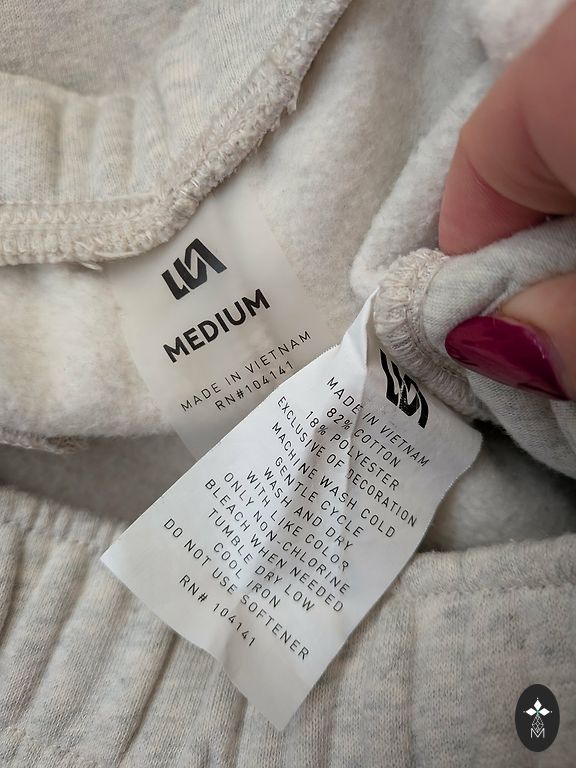 MEDIUM
MADE IN VIETNAM
RN#104141
MADE IN VIETNAM
82% COTTON
18% POLYESTER
EXCLUSIVE OF DECORATION
MACHINE WASH COLD
GENTLE CYCLE
WASH AND DRY
WITH LIKE COLOR
ONLY NON-CHLORINE
BLEACH WHEN NEEDED
TUMBLE DRY LOW
COOL IRON
DO NOT USE SOFTENER
RN# 104141
M